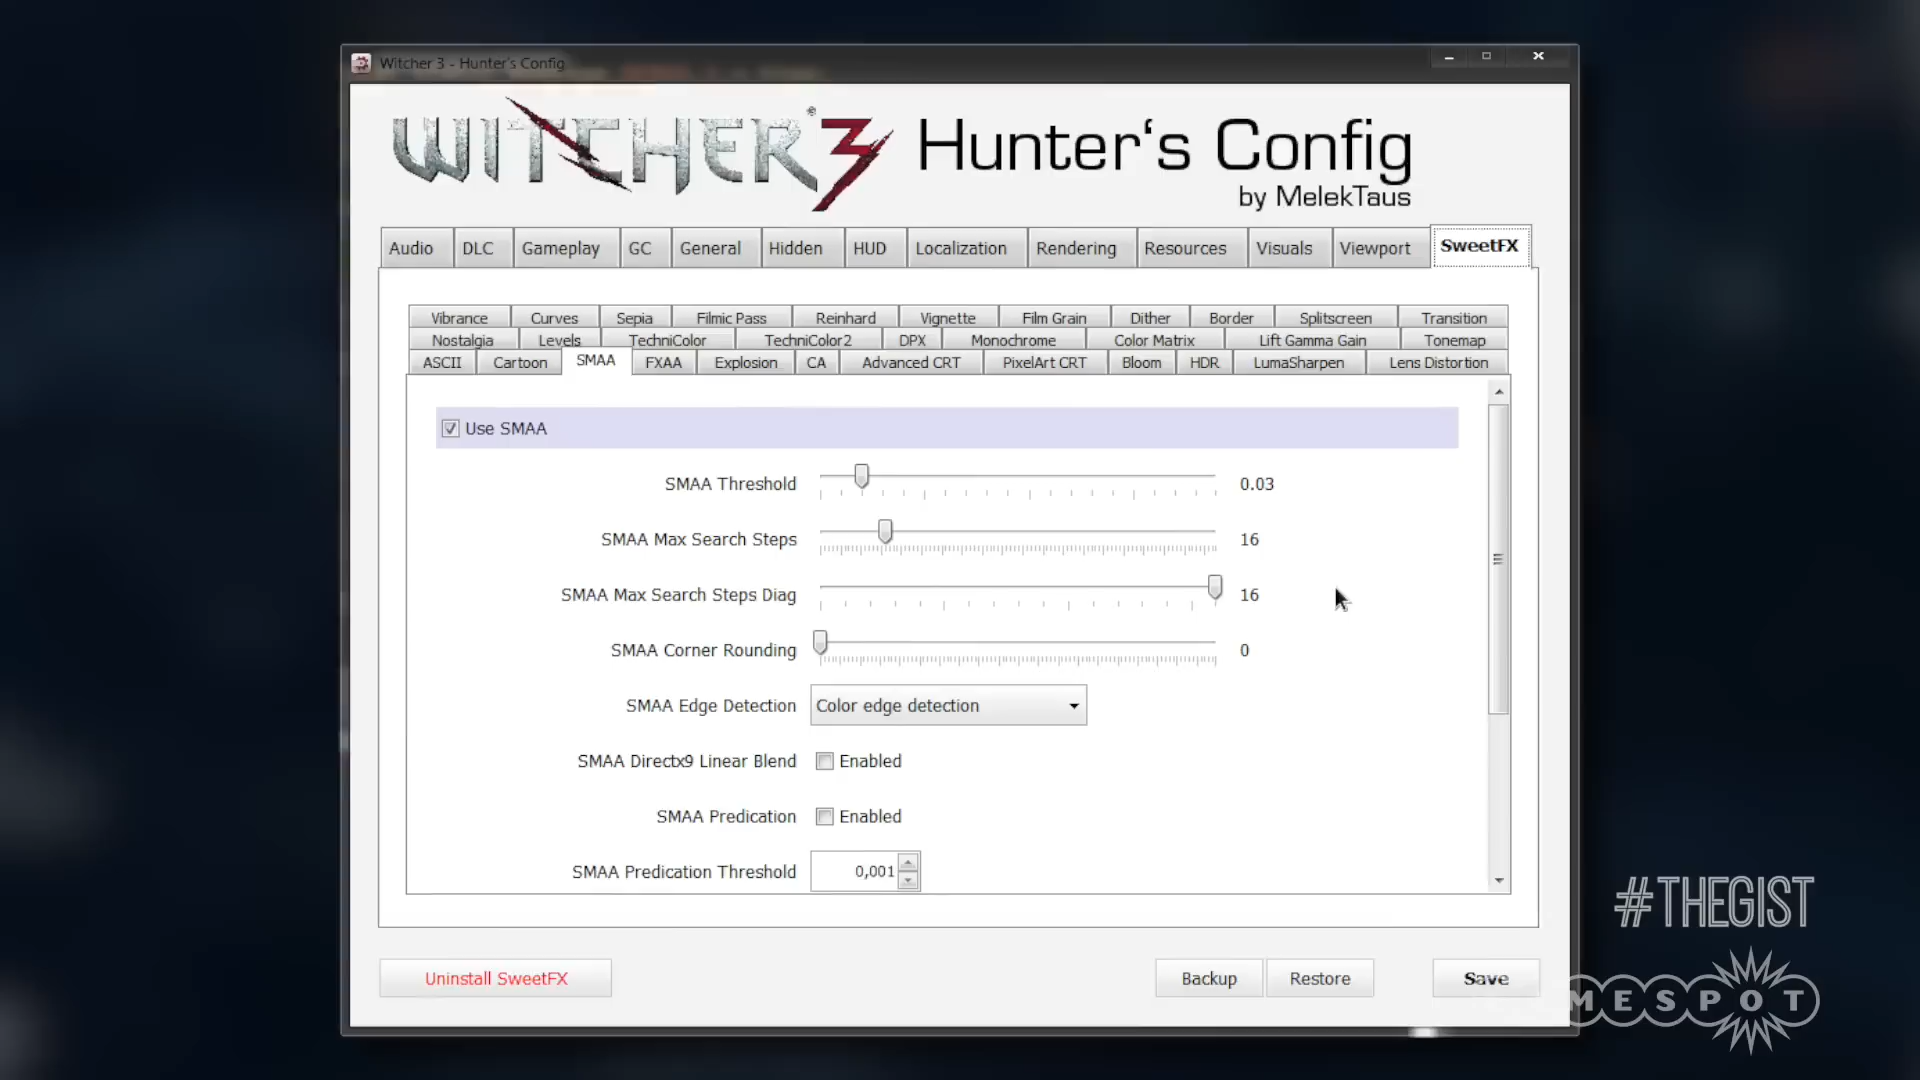 Witcher 3 - Hunter's Config
WITCHER® 3 Hunter‘s Config
by MelekTaus
Audio DLC Gameplay GC General Hidden HUD Localization Rendering Resources Visuals Viewport SweetFX
Vibrance Curves Sepia Filmic Pass Reinhard Vignette Film Grain Dither Border Splitscreen Transition
Nostalgia Levels TechniColor TechniColor2 DPX Monochrome Color Matrix Lift Gamma Gain Tonemap
ASCII Cartoon SMAA FXAA Explosion CA Advanced CRT PixelArt CRT Bloom HDR LumaSharpen Lens Distortion
Use SMAA
SMAA Threshold 0.03
SMAA Max Search Steps 16
SMAA Max Search Steps Diag 16
SMAA Corner Rounding 0
SMAA Edge Detection Color edge detection
SMAA Directx9 Linear Blend Enabled
SMAA Predication Enabled
SMAA Predication Threshold 0,001
#THEGIST
Uninstall SweetFX Backup Restore Save
MESPOT